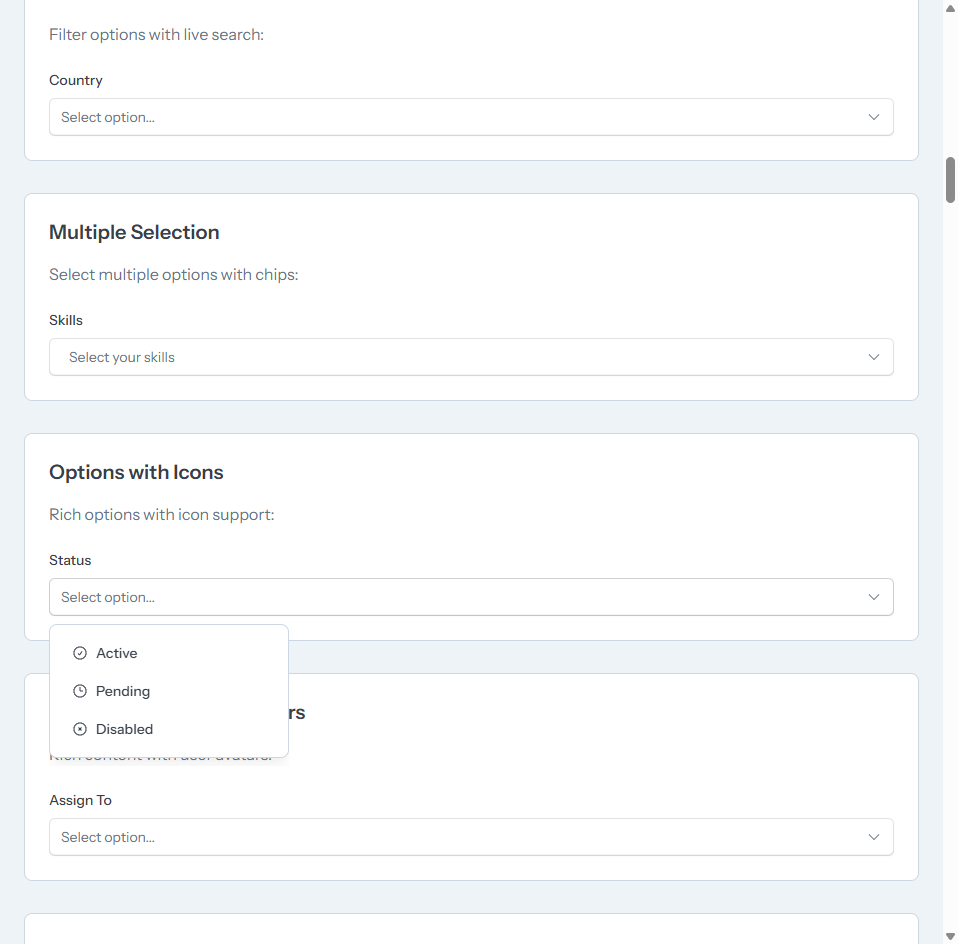 Filter options with live search:
Country
Select option...
Multiple Selection
Select multiple options with chips:
Skills
Select your skills
Options with Icons
Rich options with icon support:
Status
Select option...
Active
Pending
Disabled
rs
Assign To
Select option...